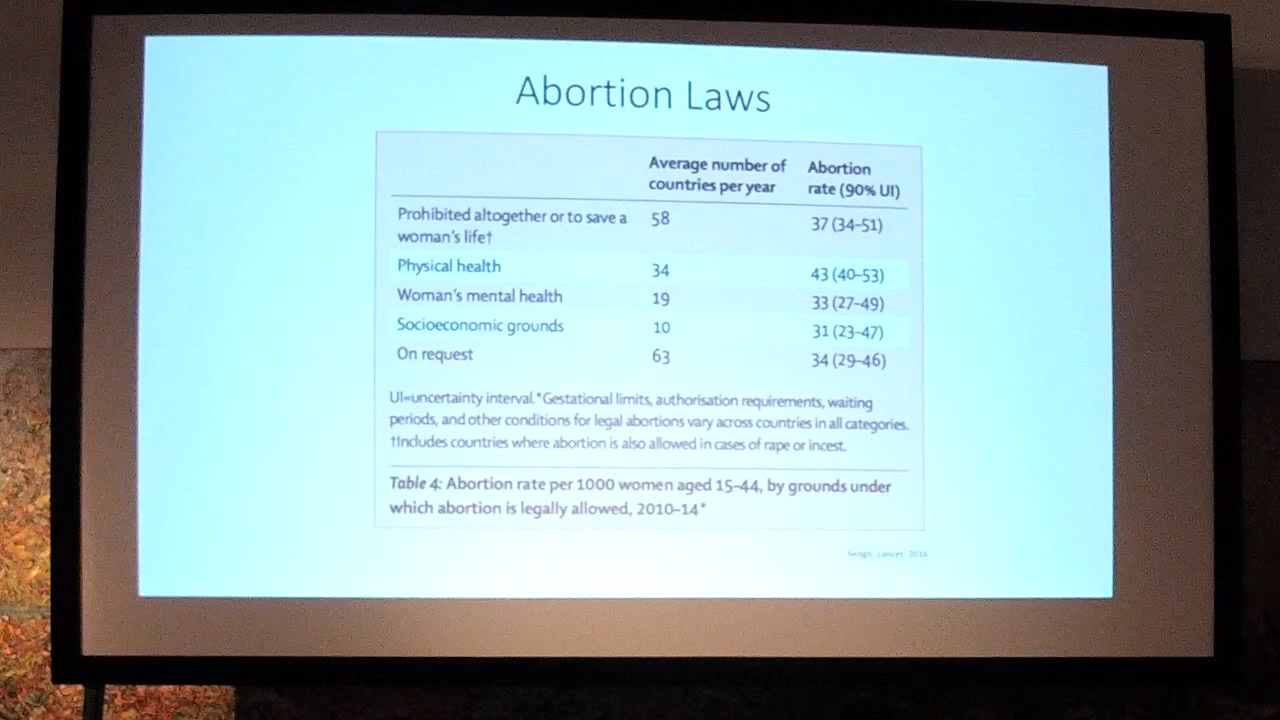 Abortion Laws
Average number of countries per year
Abortion rate (90% UI)
Prohibited altogether or to save a woman's life† 58 37 (34–51)
Physical health 34 43 (40–53)
Woman's mental health 19 33 (27–49)
Socioeconomic grounds 10 31 (23–47)
On request 63 34 (29–46)
UI=uncertainty interval.*Gestational limits, authorisation requirements, waiting
periods, and other conditions for legal abortions vary across countries in all categories.
†Includes countries where abortion is also allowed in cases of rape or incest.
Table 4: Abortion rate per 1000 women aged 15–44, by grounds under
which abortion is legally allowed, 2010–14*
Lancet, 2016